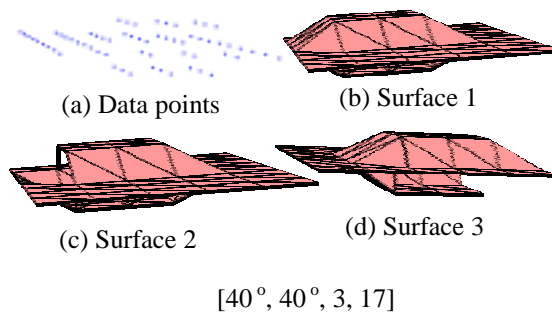 (a) Data points
(b) Surface 1
(c) Surface 2
(d) Surface 3
[40°, 40°, 3, 17]